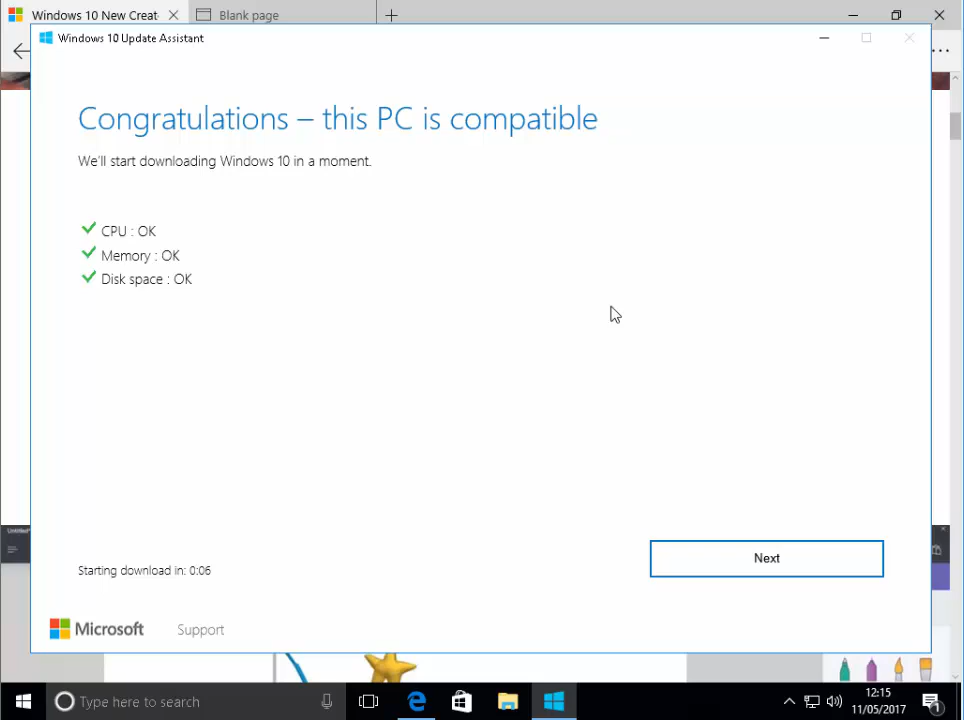 Windows 10 New Creat
Blank page
Windows 10 Update Assistant
Congratulations – this PC is compatible
We'll start downloading Windows 10 in a moment.
CPU : OK
Memory : OK
Disk space : OK
Next
Starting download in: 0:06
Microsoft
Support
Type here to search
12:15
11/05/2017
1